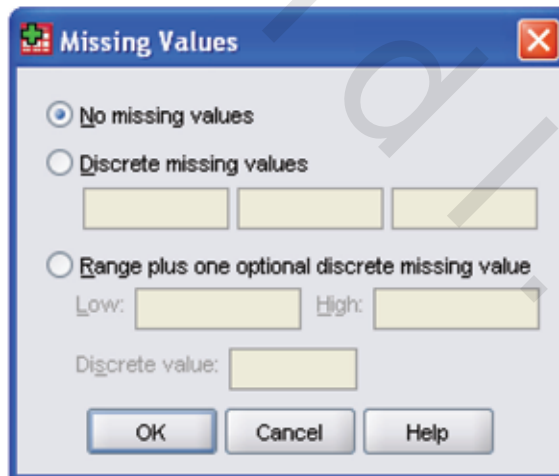 Missing Values
No missing values
Discrete missing values
Range plus one optional discrete missing value
Low: High:
Discrete value:
OK Cancel Help